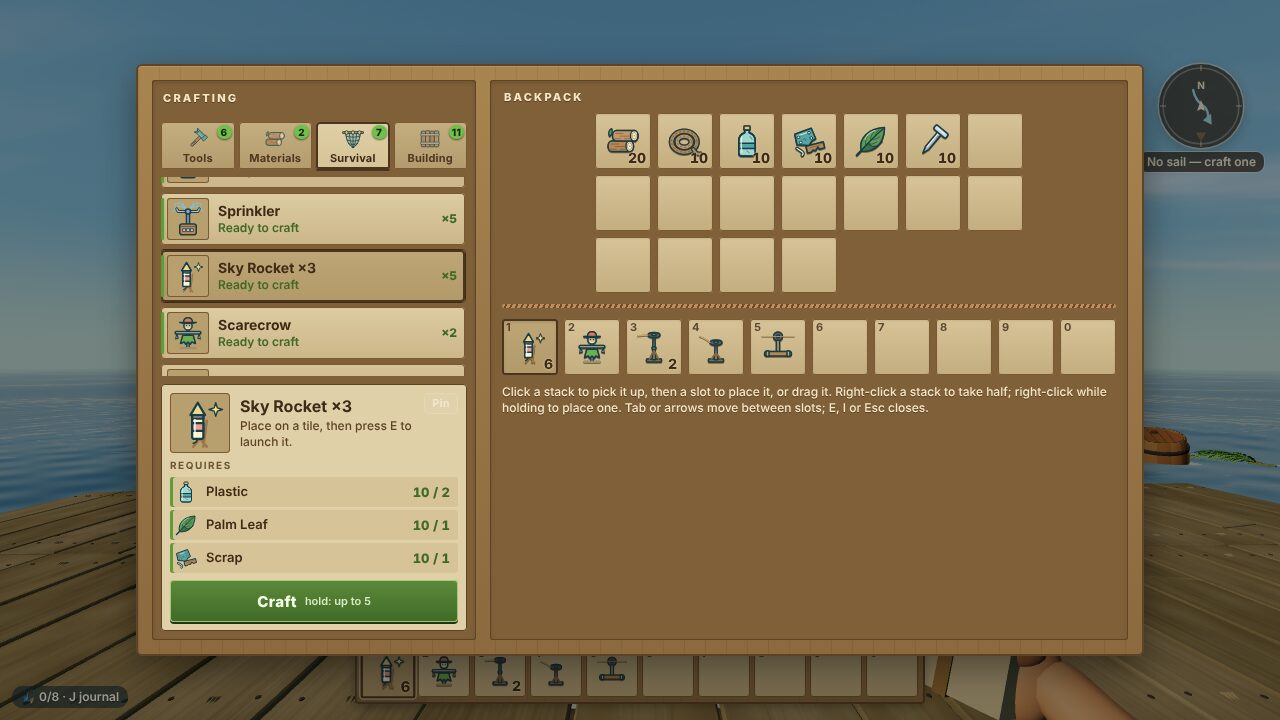 CRAFTING
6
Tools
2
Materials
7
Survival
11
Building
Sprinkler
Ready to craft
×5
Sky Rocket ×3
Ready to craft
×5
Scarecrow
Ready to craft
×2
Sky Rocket ×3
Pin
Place on a tile, then press E to
launch it.
REQUIRES
Plastic 10 / 2
Palm Leaf 10 / 1
Scrap 10 / 1
Craft hold: up to 5
BACKPACK
20 10 10 10 10 10
1 2 3 4 5 6 7 8 9 0
6 2
Click a stack to pick it up, then a slot to place it, or drag it. Right-click a stack to take half; right-click while
holding to place one. Tab or arrows move between slots; E, I or Esc closes.
N
No sail — craft one
6 2
0/8 · J journal